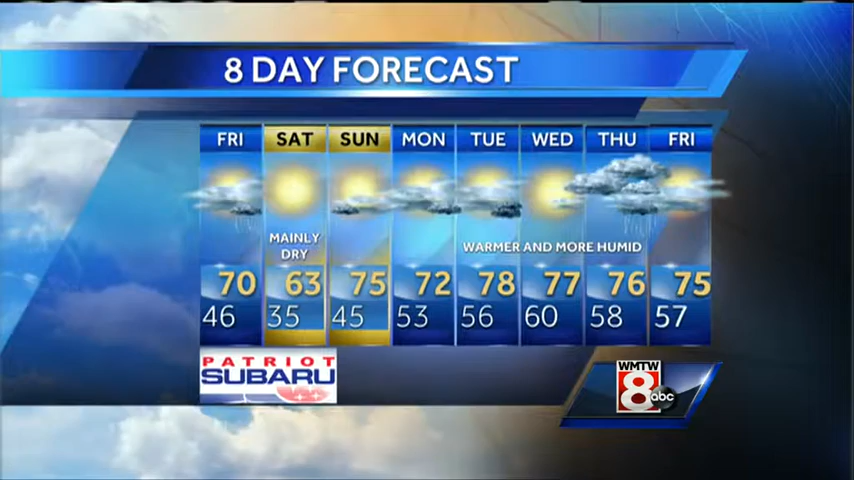 8 DAY FORECAST
FRI SAT SUN MON TUE WED THU FRI
MAINLY
DRY
WARMER AND MORE HUMID
70 63 75 72 78 77 76 75
46 35 45 53 56 60 58 57
PATRIOT
SUBARU
WMTW
8
abc